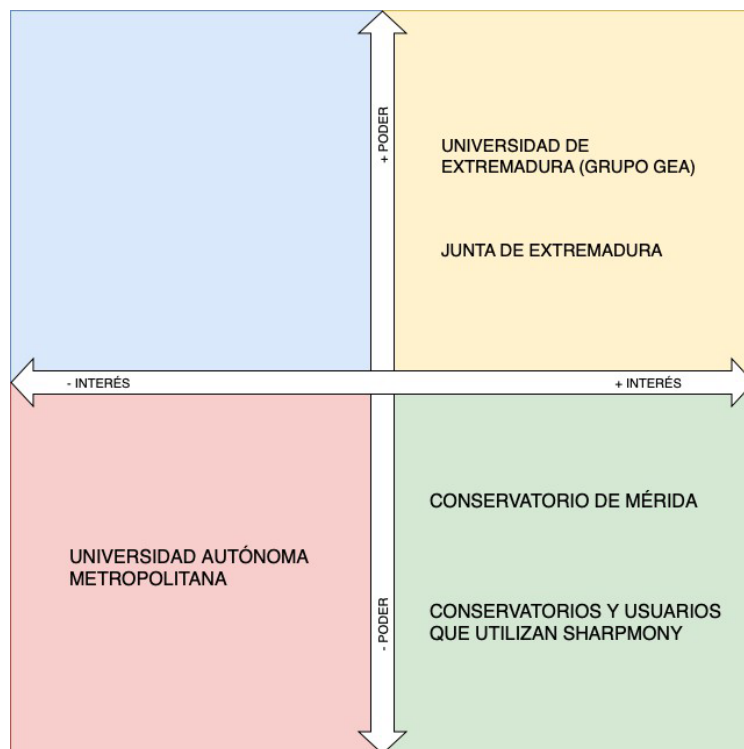 + PODER
UNIVERSIDAD DE
EXTREMADURA (GRUPO GEA)
JUNTA DE EXTREMADURA
- INTERÉS
+ INTERÉS
CONSERVATORIO DE MÉRIDA
UNIVERSIDAD AUTÓNOMA
METROPOLITANA
CONSERVATORIOS Y USUARIOS
QUE UTILIZAN SHARPMONY
- PODER